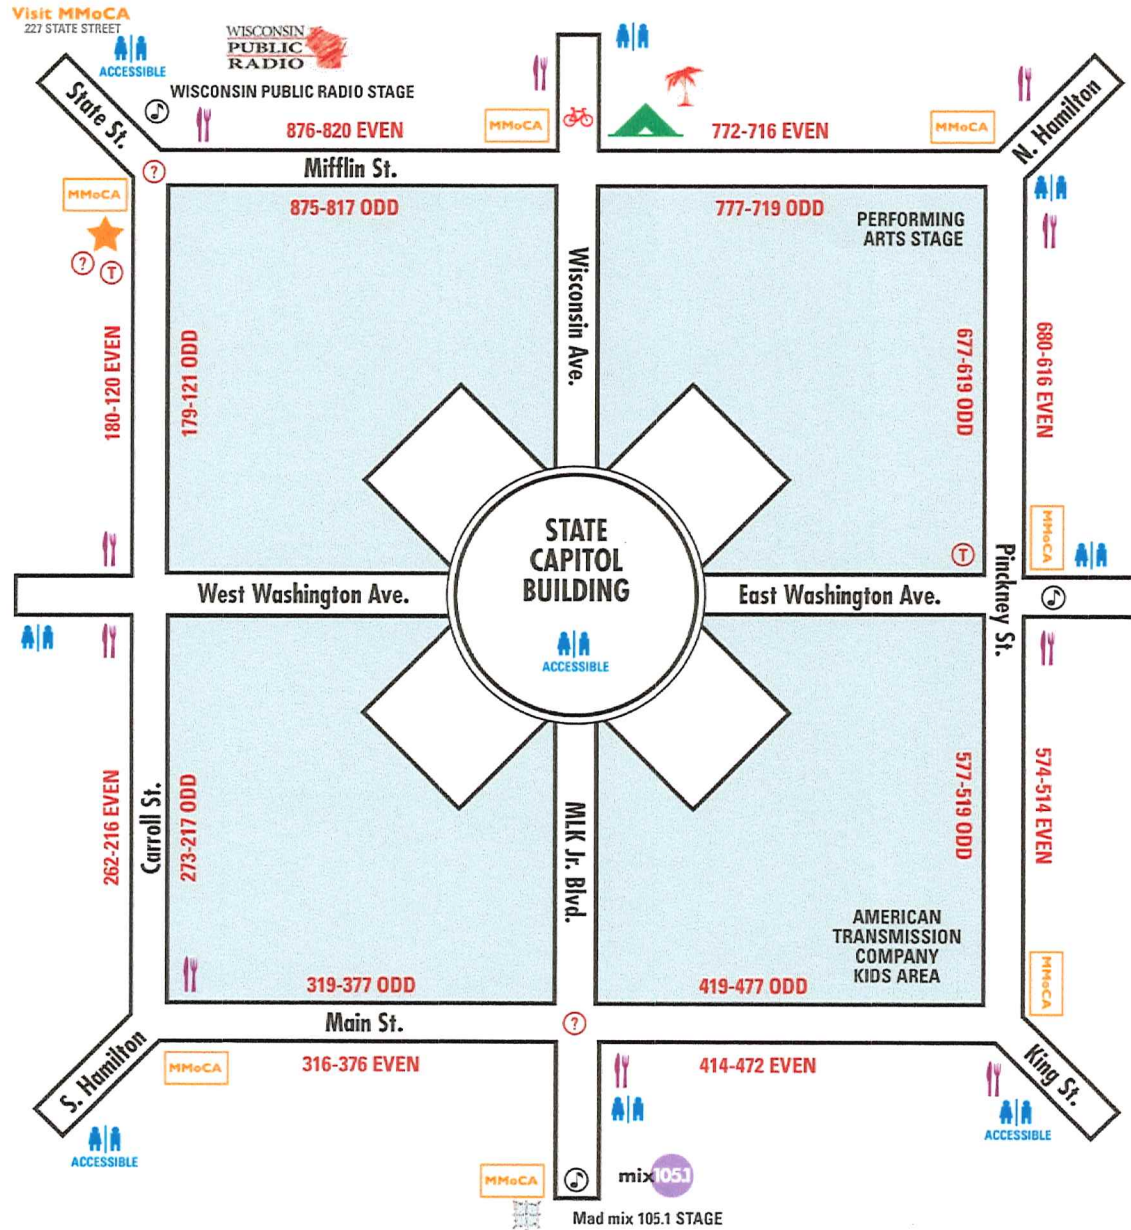 Visit MMoCA
227 STATE STREET
ACCESSIBLE
WISCONSIN
PUBLIC
RADIO
WISCONSIN PUBLIC RADIO STAGE
State St.
876-820 EVEN
MMoCA
772-716 EVEN
MMoCA
N. Hamilton
?
Mifflin St.
MMoCA
875-817 ODD
777-719 ODD
PERFORMING
ARTS STAGE
?
T
Wisconsin Ave.
180-120 EVEN
179-121 ODD
677-619 ODD
680-616 EVEN
MMoCA
T
STATE
CAPITOL
BUILDING
ACCESSIBLE
West Washington Ave.
East Washington Ave.
Pinckney St.
262-216 EVEN
Carroll St.
273-217 ODD
MLK Jr. Blvd.
577-519 ODD
574-514 EVEN
AMERICAN
TRANSMISSION
COMPANY
KIDS AREA
MMoCA
319-377 ODD
419-477 ODD
Main St.
?
S. Hamilton
MMoCA
316-376 EVEN
414-472 EVEN
King St.
ACCESSIBLE
ACCESSIBLE
MMoCA
mix105.1
Mad mix 105.1 STAGE